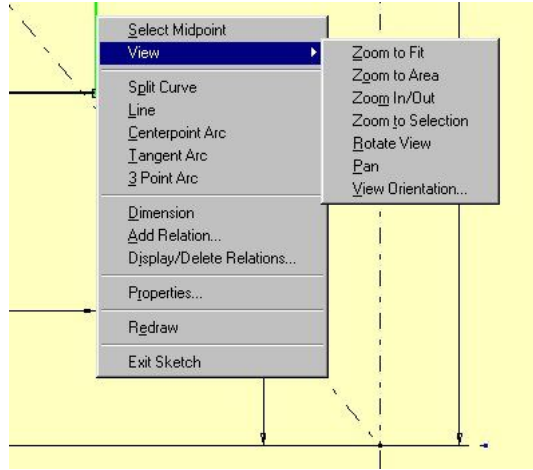 Select Midpoint
View
Split Curve
Line
Centerpoint Arc
Tangent Arc
3 Point Arc
Dimension
Add Relation...
Display/Delete Relations...
Properties...
Redraw
Exit Sketch
Zoom to Fit
Zoom to Area
Zoom In/Out
Zoom to Selection
Rotate View
Pan
View Orientation...